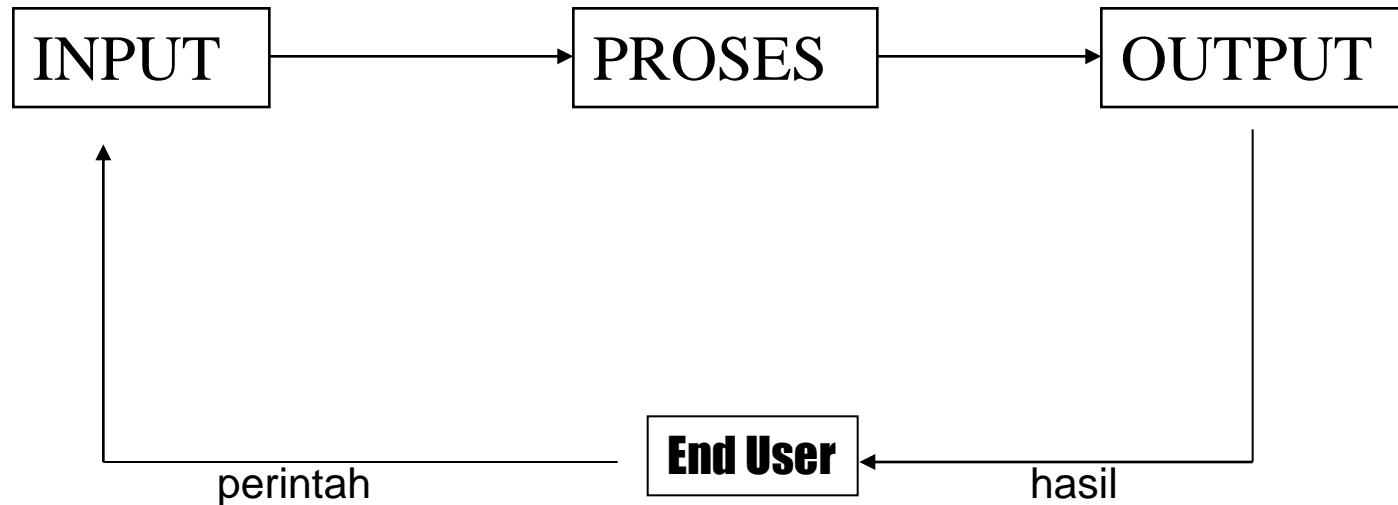 INPUT
PROSES
OUTPUT
End User
perintah
hasil